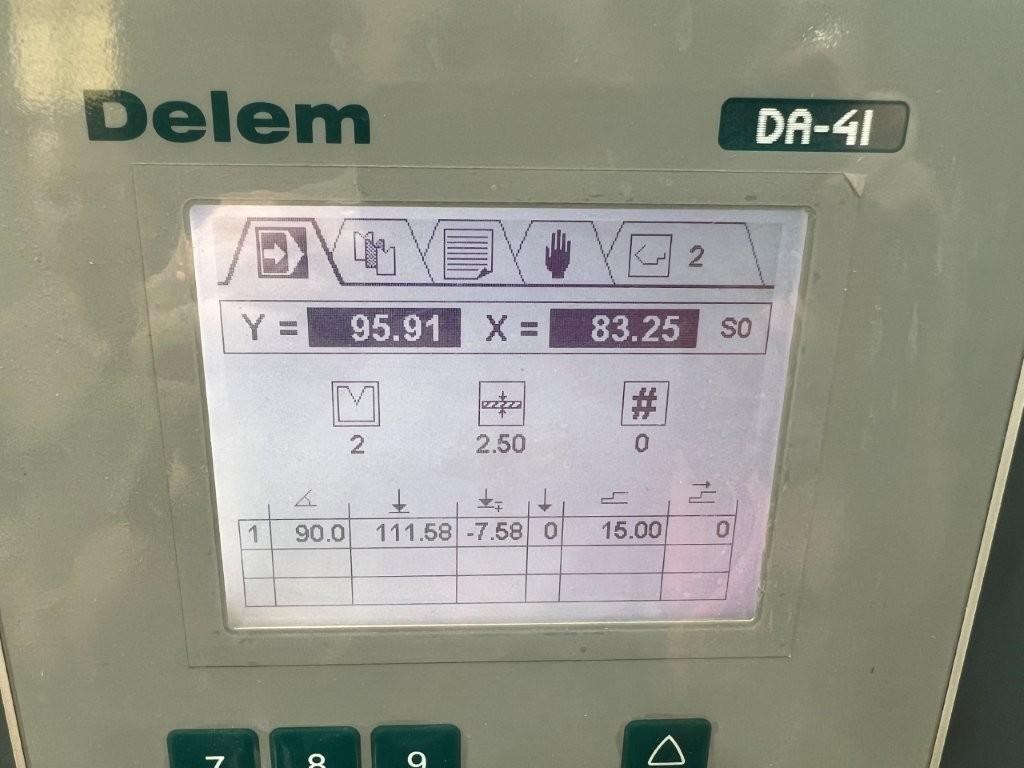 Delem
DA-41
2
Y = 95.91 X = 83.25 S0
# 
2 2.50 0
1 90.0 111.58 -7.58 0 15.00 0
7 8 9